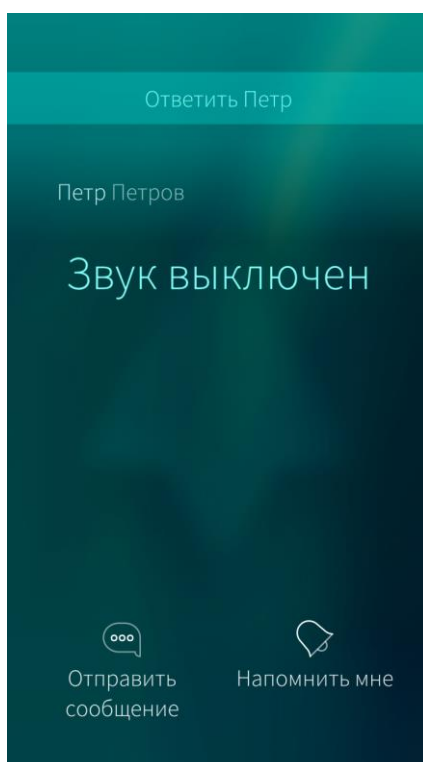 Ответить Петр
Петр Петров
Звук выключен
Отправить
сообщение
Напомнить мне